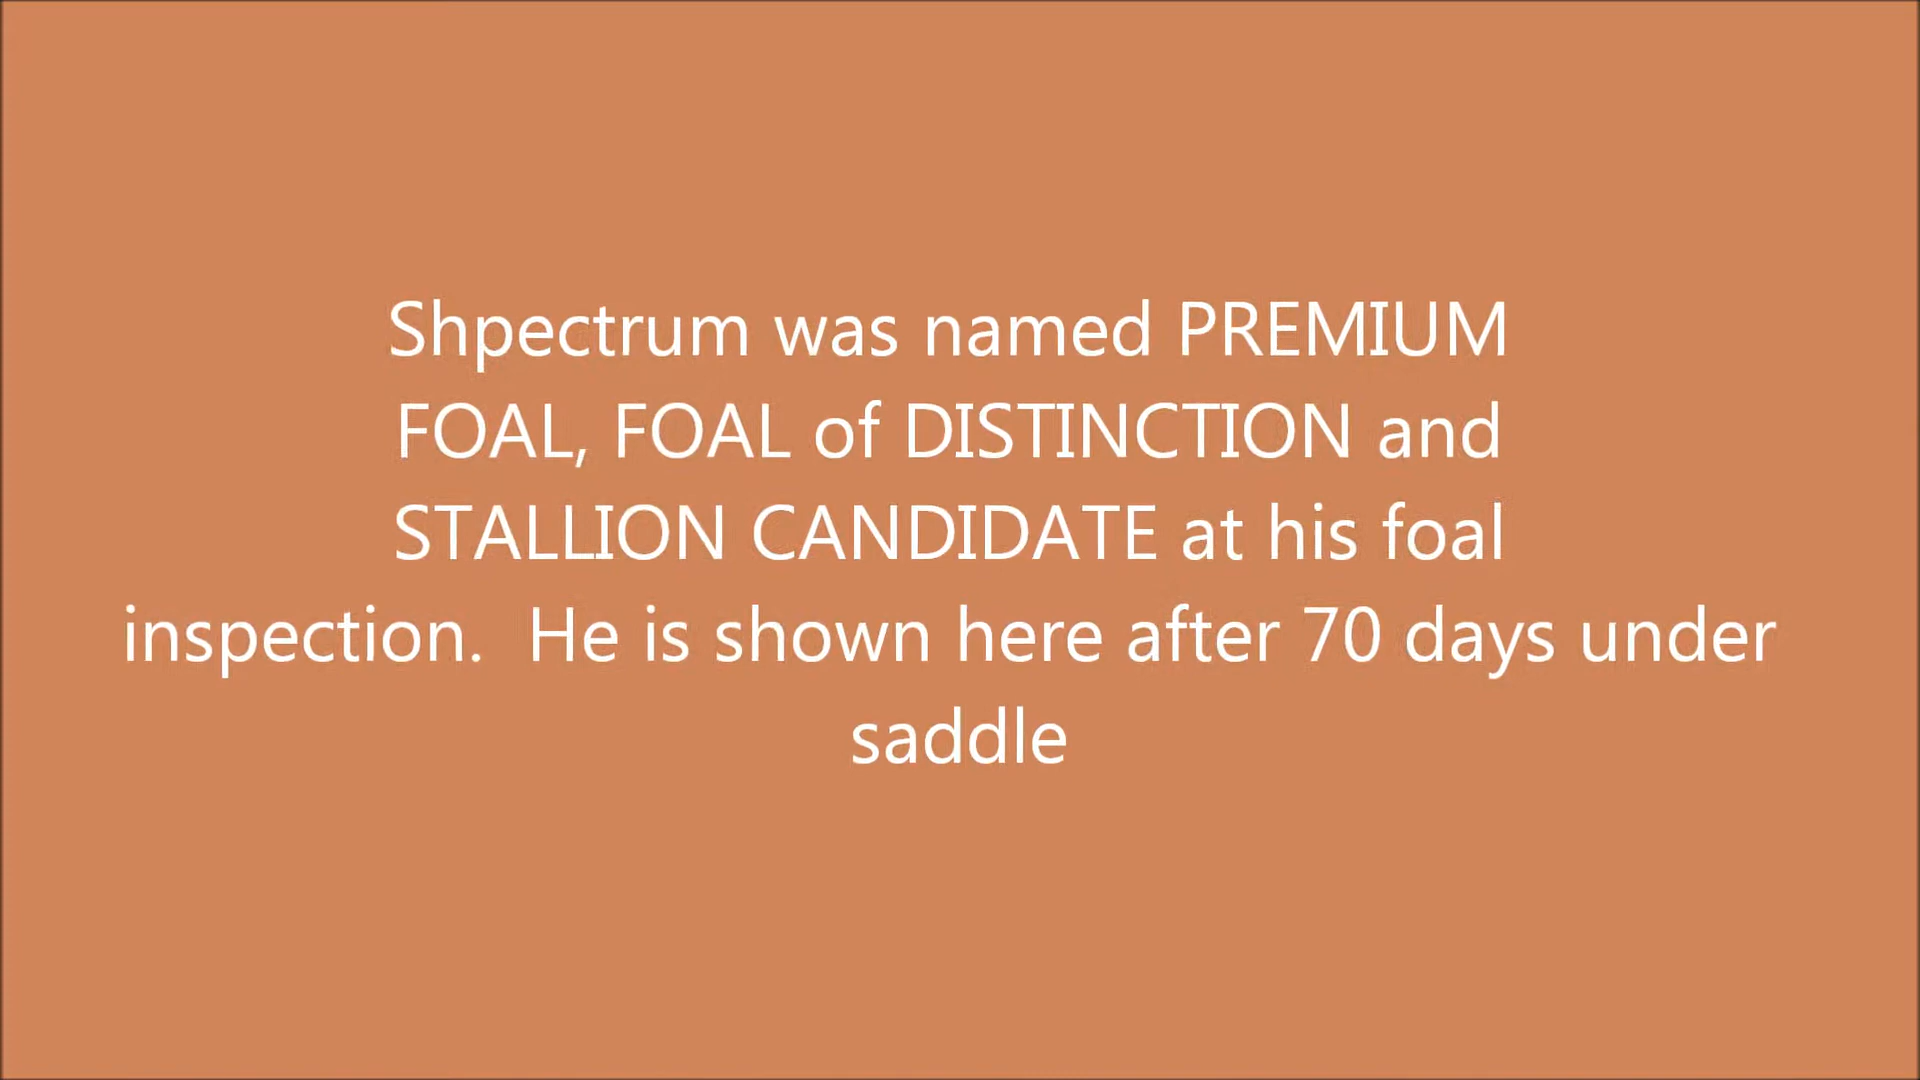 Shpectrum was named PREMIUM
FOAL, FOAL of DISTINCTION and
STALLION CANDIDATE at his foal
inspection.  He is shown here after 70 days under
saddle